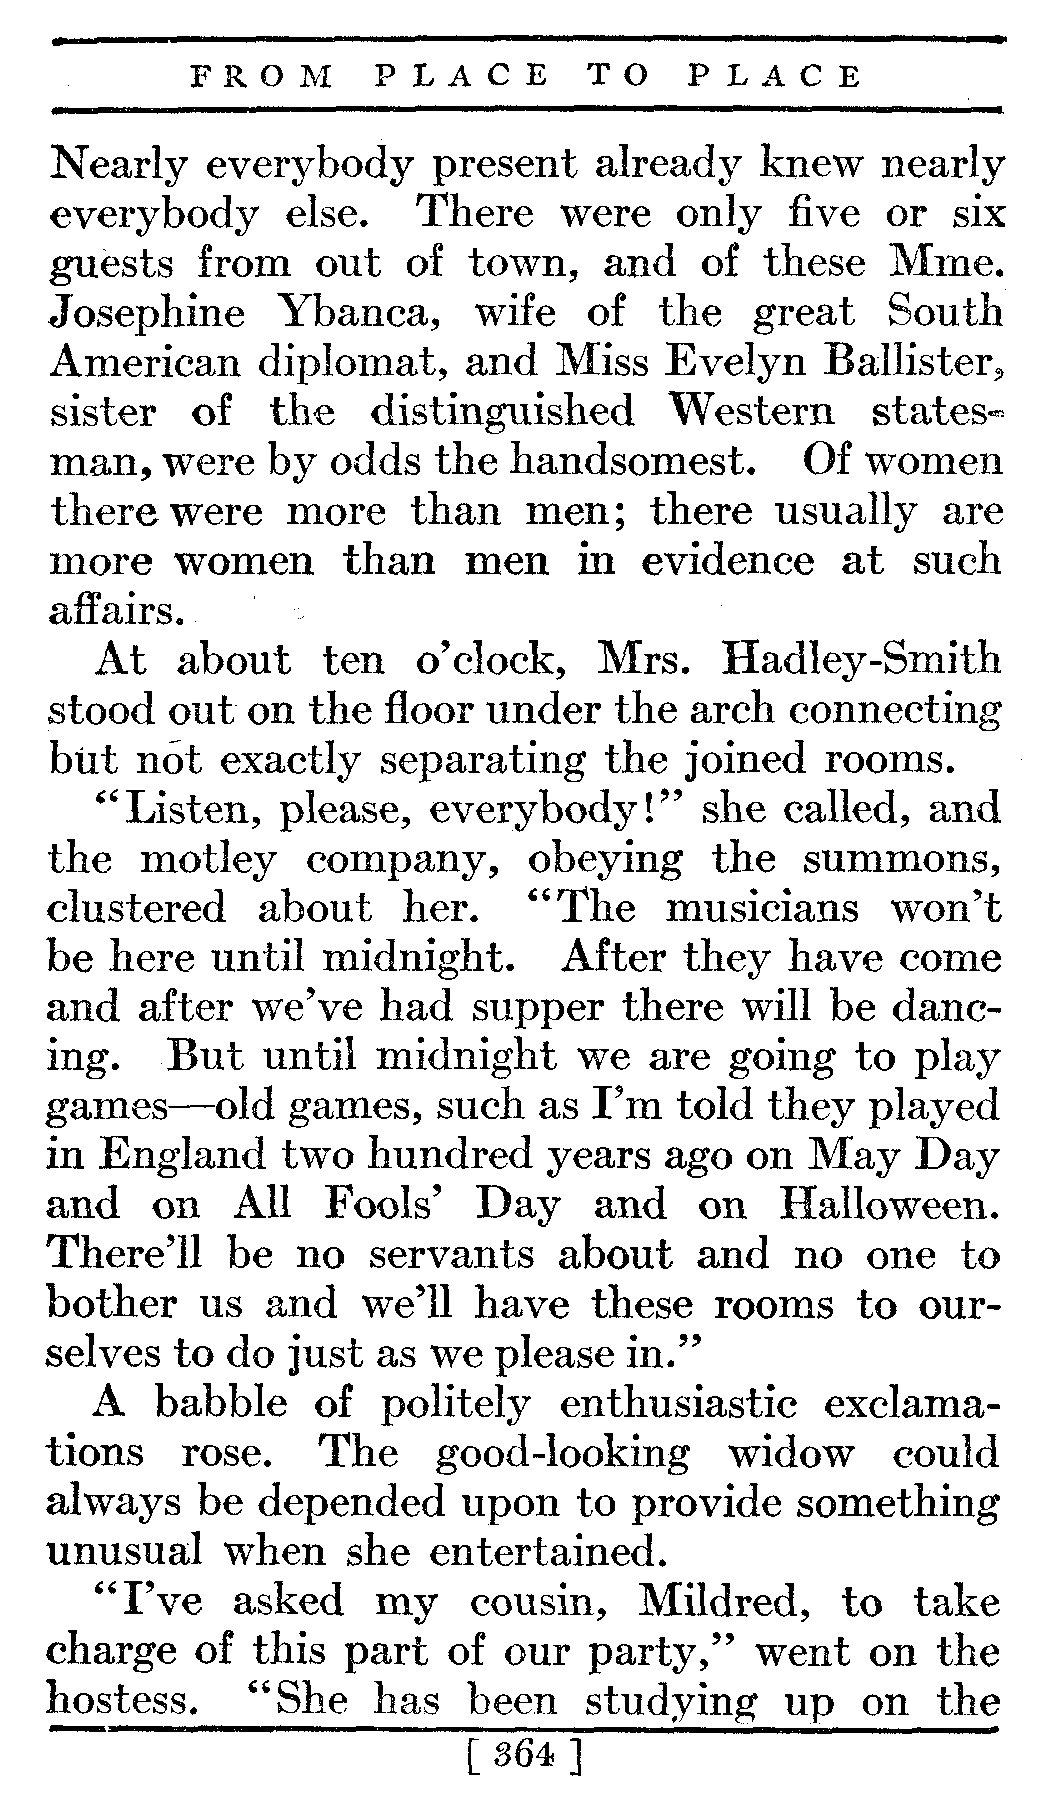 FROM PLACE TO PLACE
Nearly everybody present already knew nearly
everybody else. There were only five or six
guests from out of town, and of these Mme.
Josephine Ybanca, wife of the great South
American diplomat, and Miss Evelyn Ballister,
sister of the distinguished Western states-
man, were by odds the handsomest. Of women
there were more than men; there usually are
more women than men in evidence at such
affairs.
At about ten o'clock, Mrs. Hadley-Smith
stood out on the floor under the arch connecting
but not exactly separating the joined rooms.
"Listen, please, everybody!" she called, and
the motley company, obeying the summons,
clustered about her. "The musicians won't
be here until midnight. After they have come
and after we've had supper there will be danc-
ing. But until midnight we are going to play
games—old games, such as I'm told they played
in England two hundred years ago on May Day
and on All Fools' Day and on Halloween.
There'll be no servants about and no one to
bother us and we'll have these rooms to our-
selves to do just as we please in."
A babble of politely enthusiastic exclama-
tions rose. The good-looking widow could
always be depended upon to provide something
unusual when she entertained.
"I've asked my cousin, Mildred, to take
charge of this part of our party," went on the
hostess. "She has been studying up on the
[ 364 ]